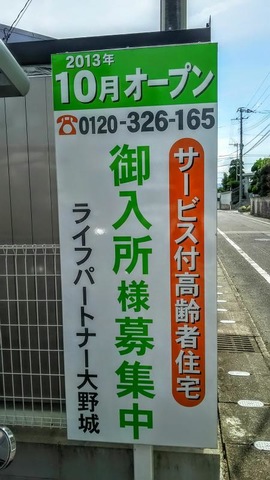 2013年
10月オープン
☎0120-326-165
サービス付高齢者住宅
御入所様募集中
ライフパートナー大野城